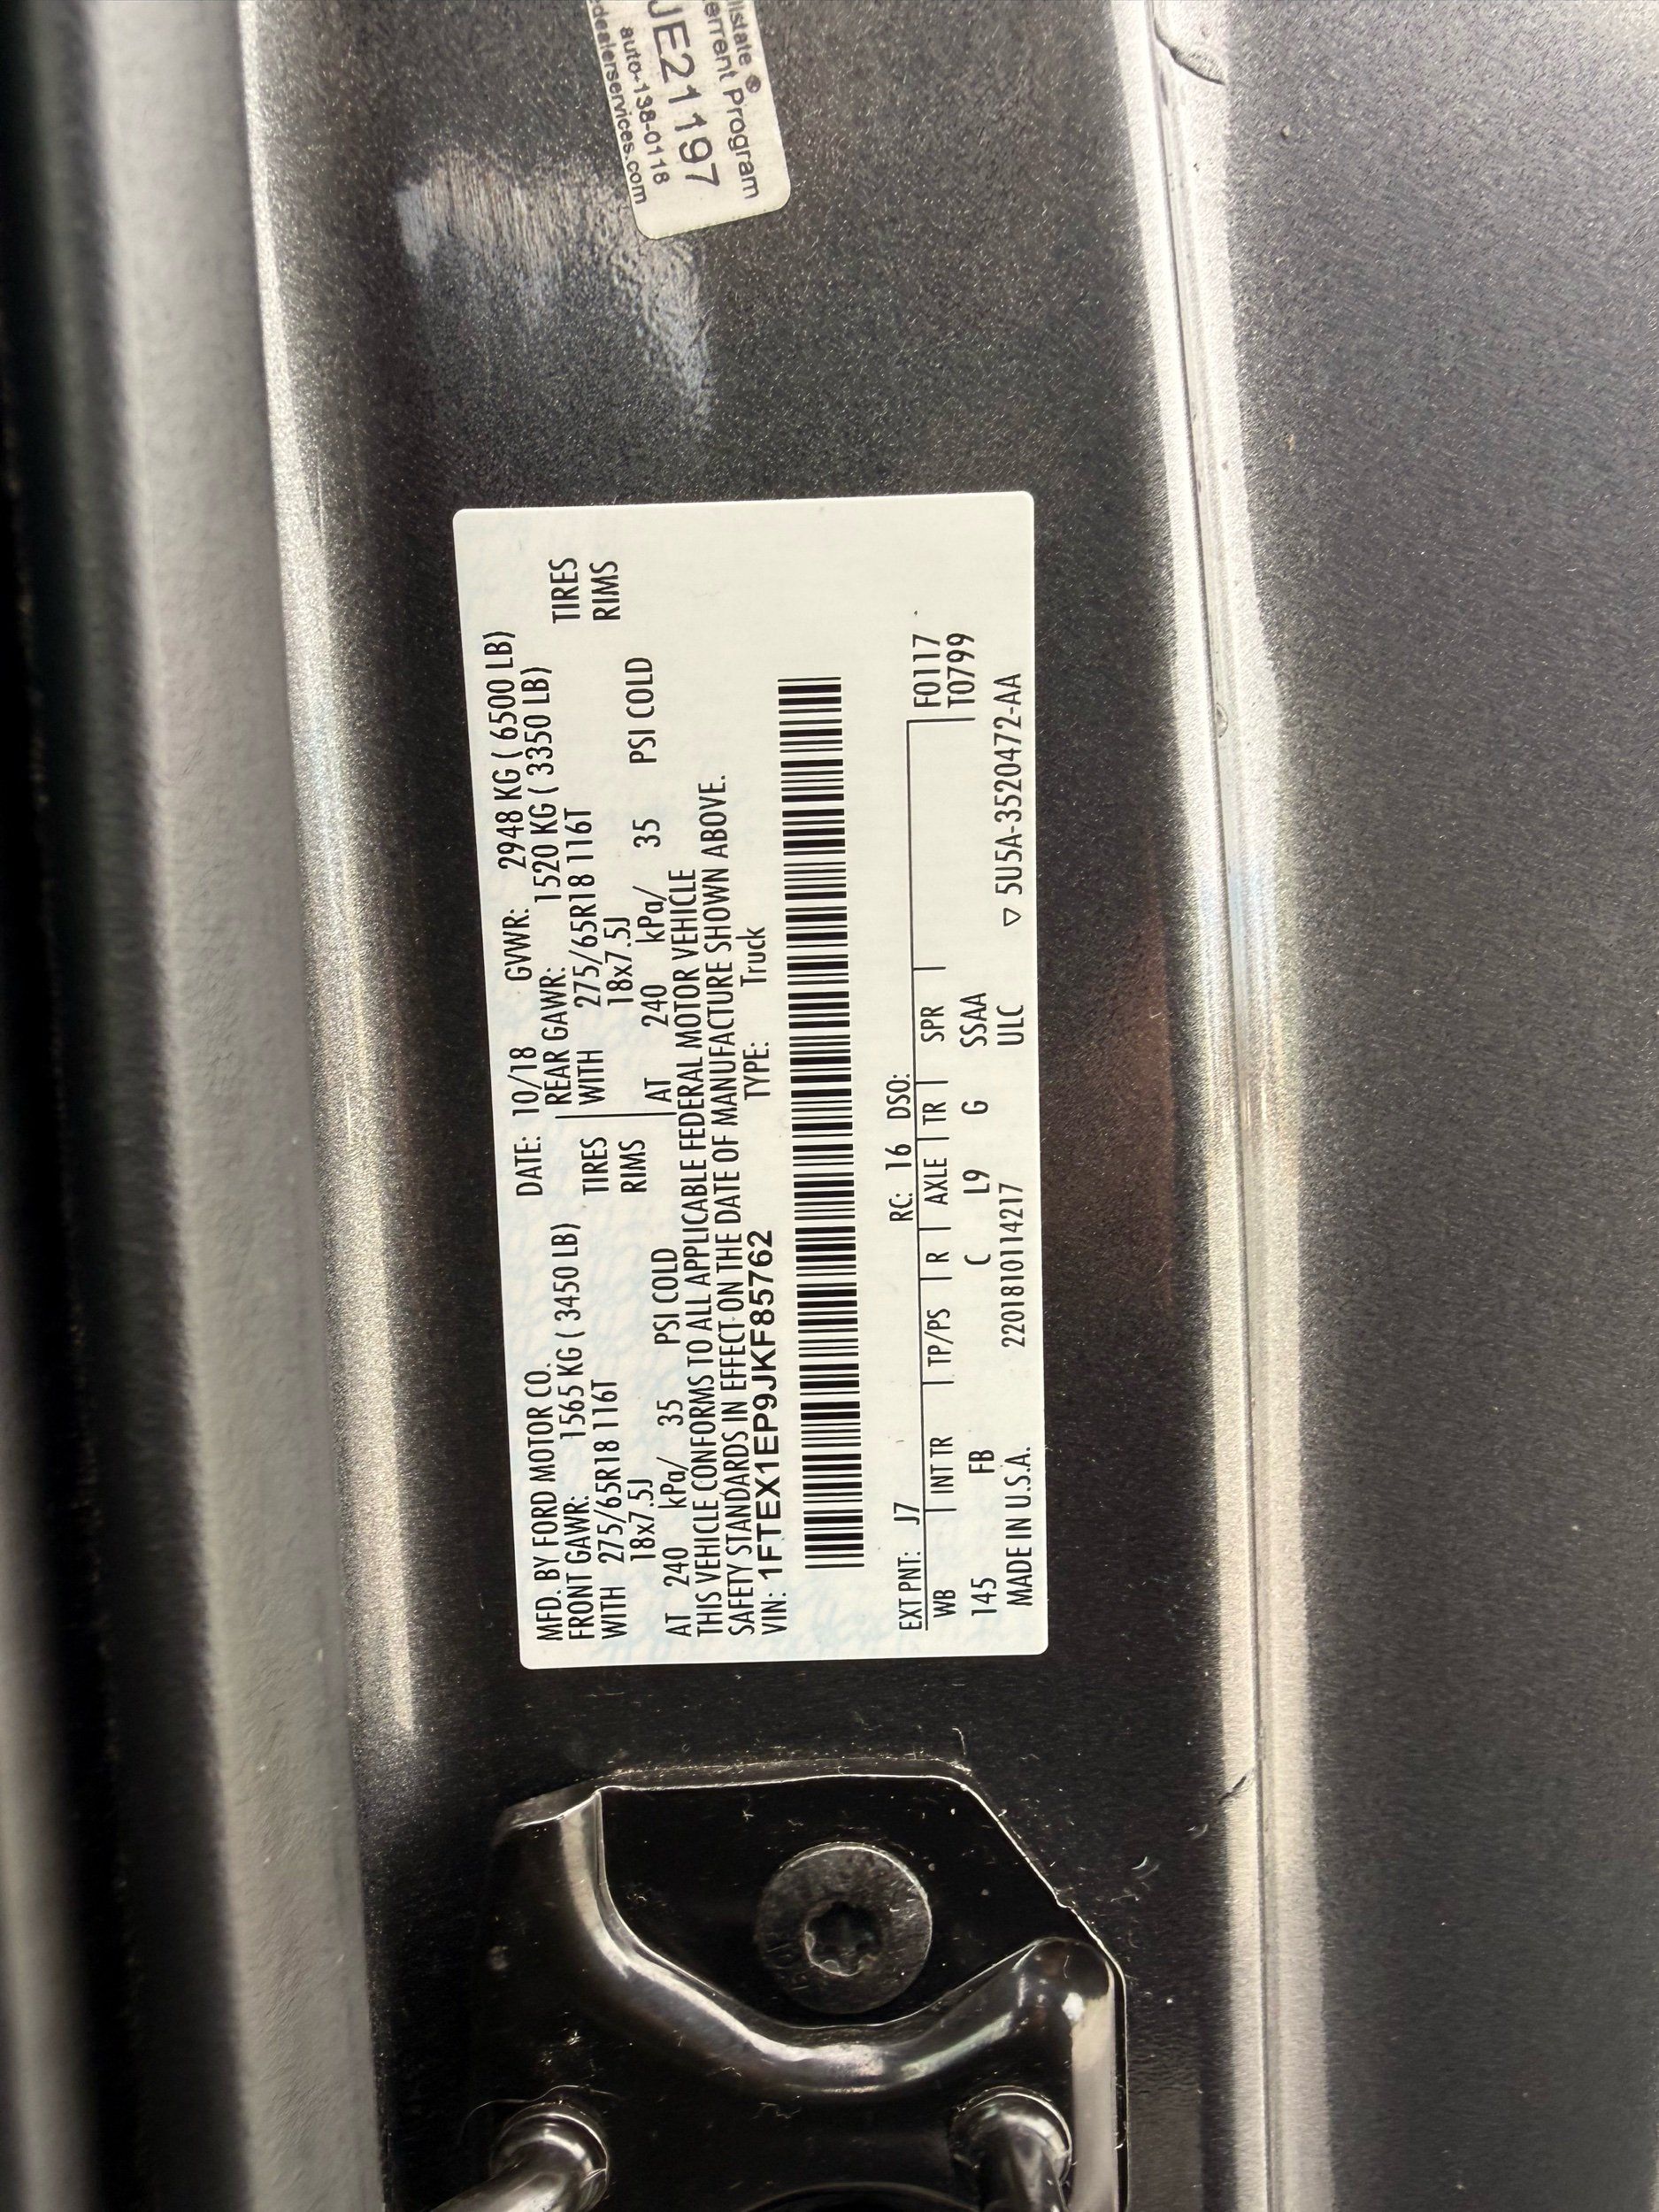 MFD. BY FORD MOTOR CO. DATE: 10/18 GVWR: 2948 KG ( 6500 LB)
FRONT GAWR: 1565 KG ( 3450 LB) REAR GAWR: 1520 KG ( 3350 LB)
WITH 275/65R18 116T TIRES WITH 275/65R18 116T TIRES
18x7.5J RIMS 18x7.5J RIMS
AT 240 kPa/ 35 PSI COLD AT 240 kPa/ 35 PSI COLD
THIS VEHICLE CONFORMS TO ALL APPLICABLE FEDERAL MOTOR VEHICLE
SAFETY STANDARDS IN EFFECT ON THE DATE OF MANUFACTURE SHOWN ABOVE.
VIN: 1FTEX1EP9JKF85762 TYPE: Truck
EXT PNT: J7 RC: 16 DSO: F0117
WB | INT TR | TP/PS | R | AXLE | TR | SPR T0799
145 FB C L9 G SSAA
MADE IN U.S.A. 220181011 4217 ULC ▽ 5U5A-3520472-AA
errent Program
JE21197
auto-138-0118
dealerservices.com